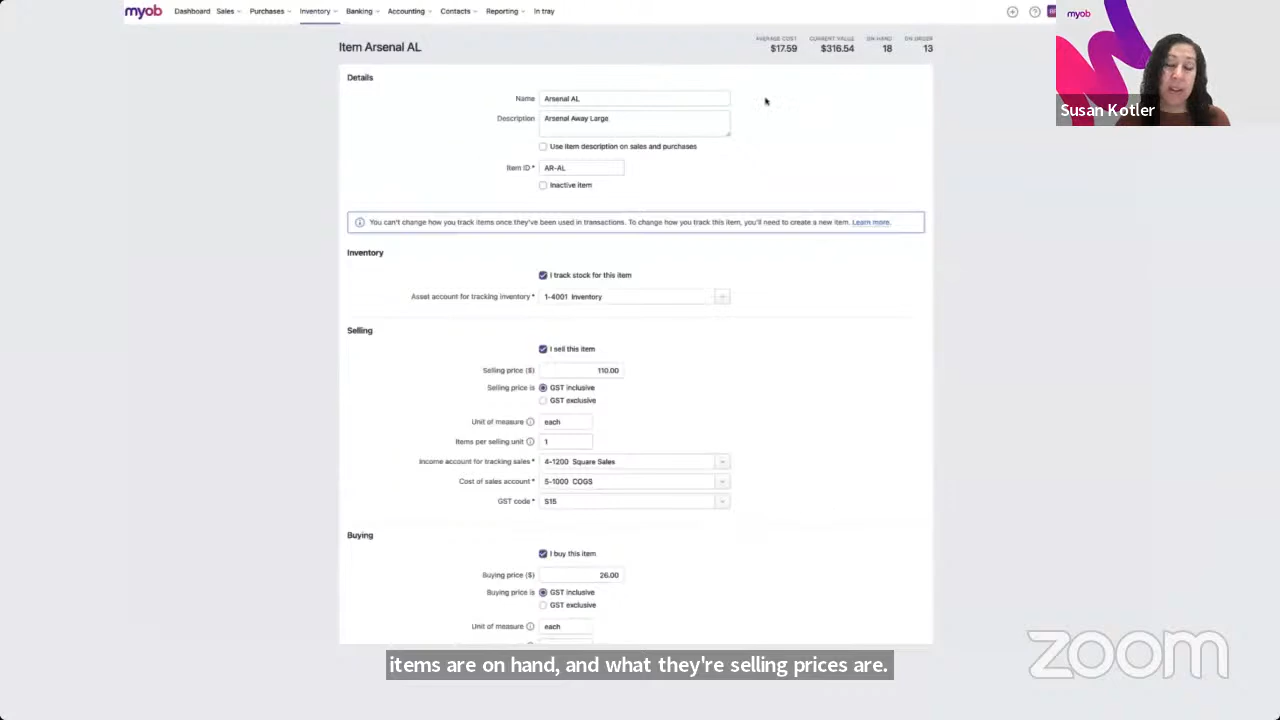 myob Dashboard Sales Purchases Inventory Banking Accounting Contacts Reporting In tray
myob
Susan Kotler
Item Arsenal AL
AVERAGE COST CURRENT VALUE ON HAND ON ORDER
$17.59 $316.54 18 13
Details
Name Arsenal AL
Description Arsenal Away Large
Use item description on sales and purchases
Item ID * AR-AL
Inactive item
You can't change how you track items once they've been used in transactions. To change how you track this item, you'll need to create a new item. Learn more.
Inventory
I track stock for this item
Asset account for tracking inventory * 1-4001 Inventory
Selling
I sell this item
Selling price ($) 110.00
Selling price is GST inclusive
GST exclusive
Unit of measure each
Items per selling unit 1
Income account for tracking sales * 4-1200 Square Sales
Cost of sales account * 5-1000 COGS
GST code * S15
Buying
I buy this item
Buying price ($) 26.00
Buying price is GST inclusive
GST exclusive
Unit of measure each
items are on hand, and what they're selling prices are.
zoom